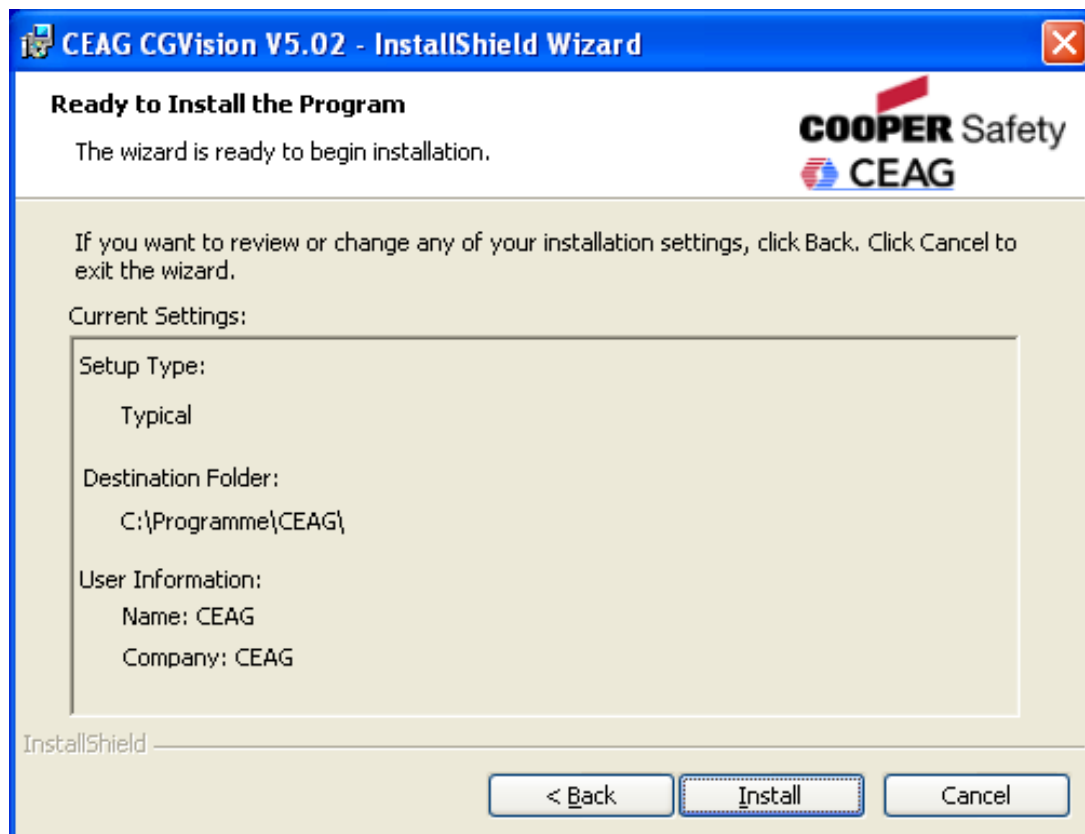 CEAG CGVision V5.02 - InstallShield Wizard
Ready to Install the Program
The wizard is ready to begin installation.
COOPER Safety
CEAG
If you want to review or change any of your installation settings, click Back. Click Cancel to
exit the wizard.
Current Settings:
Setup Type:
Typical
Destination Folder:
C:\Programme\CEAG\
User Information:
Name: CEAG
Company: CEAG
InstallShield
< Back
Install
Cancel